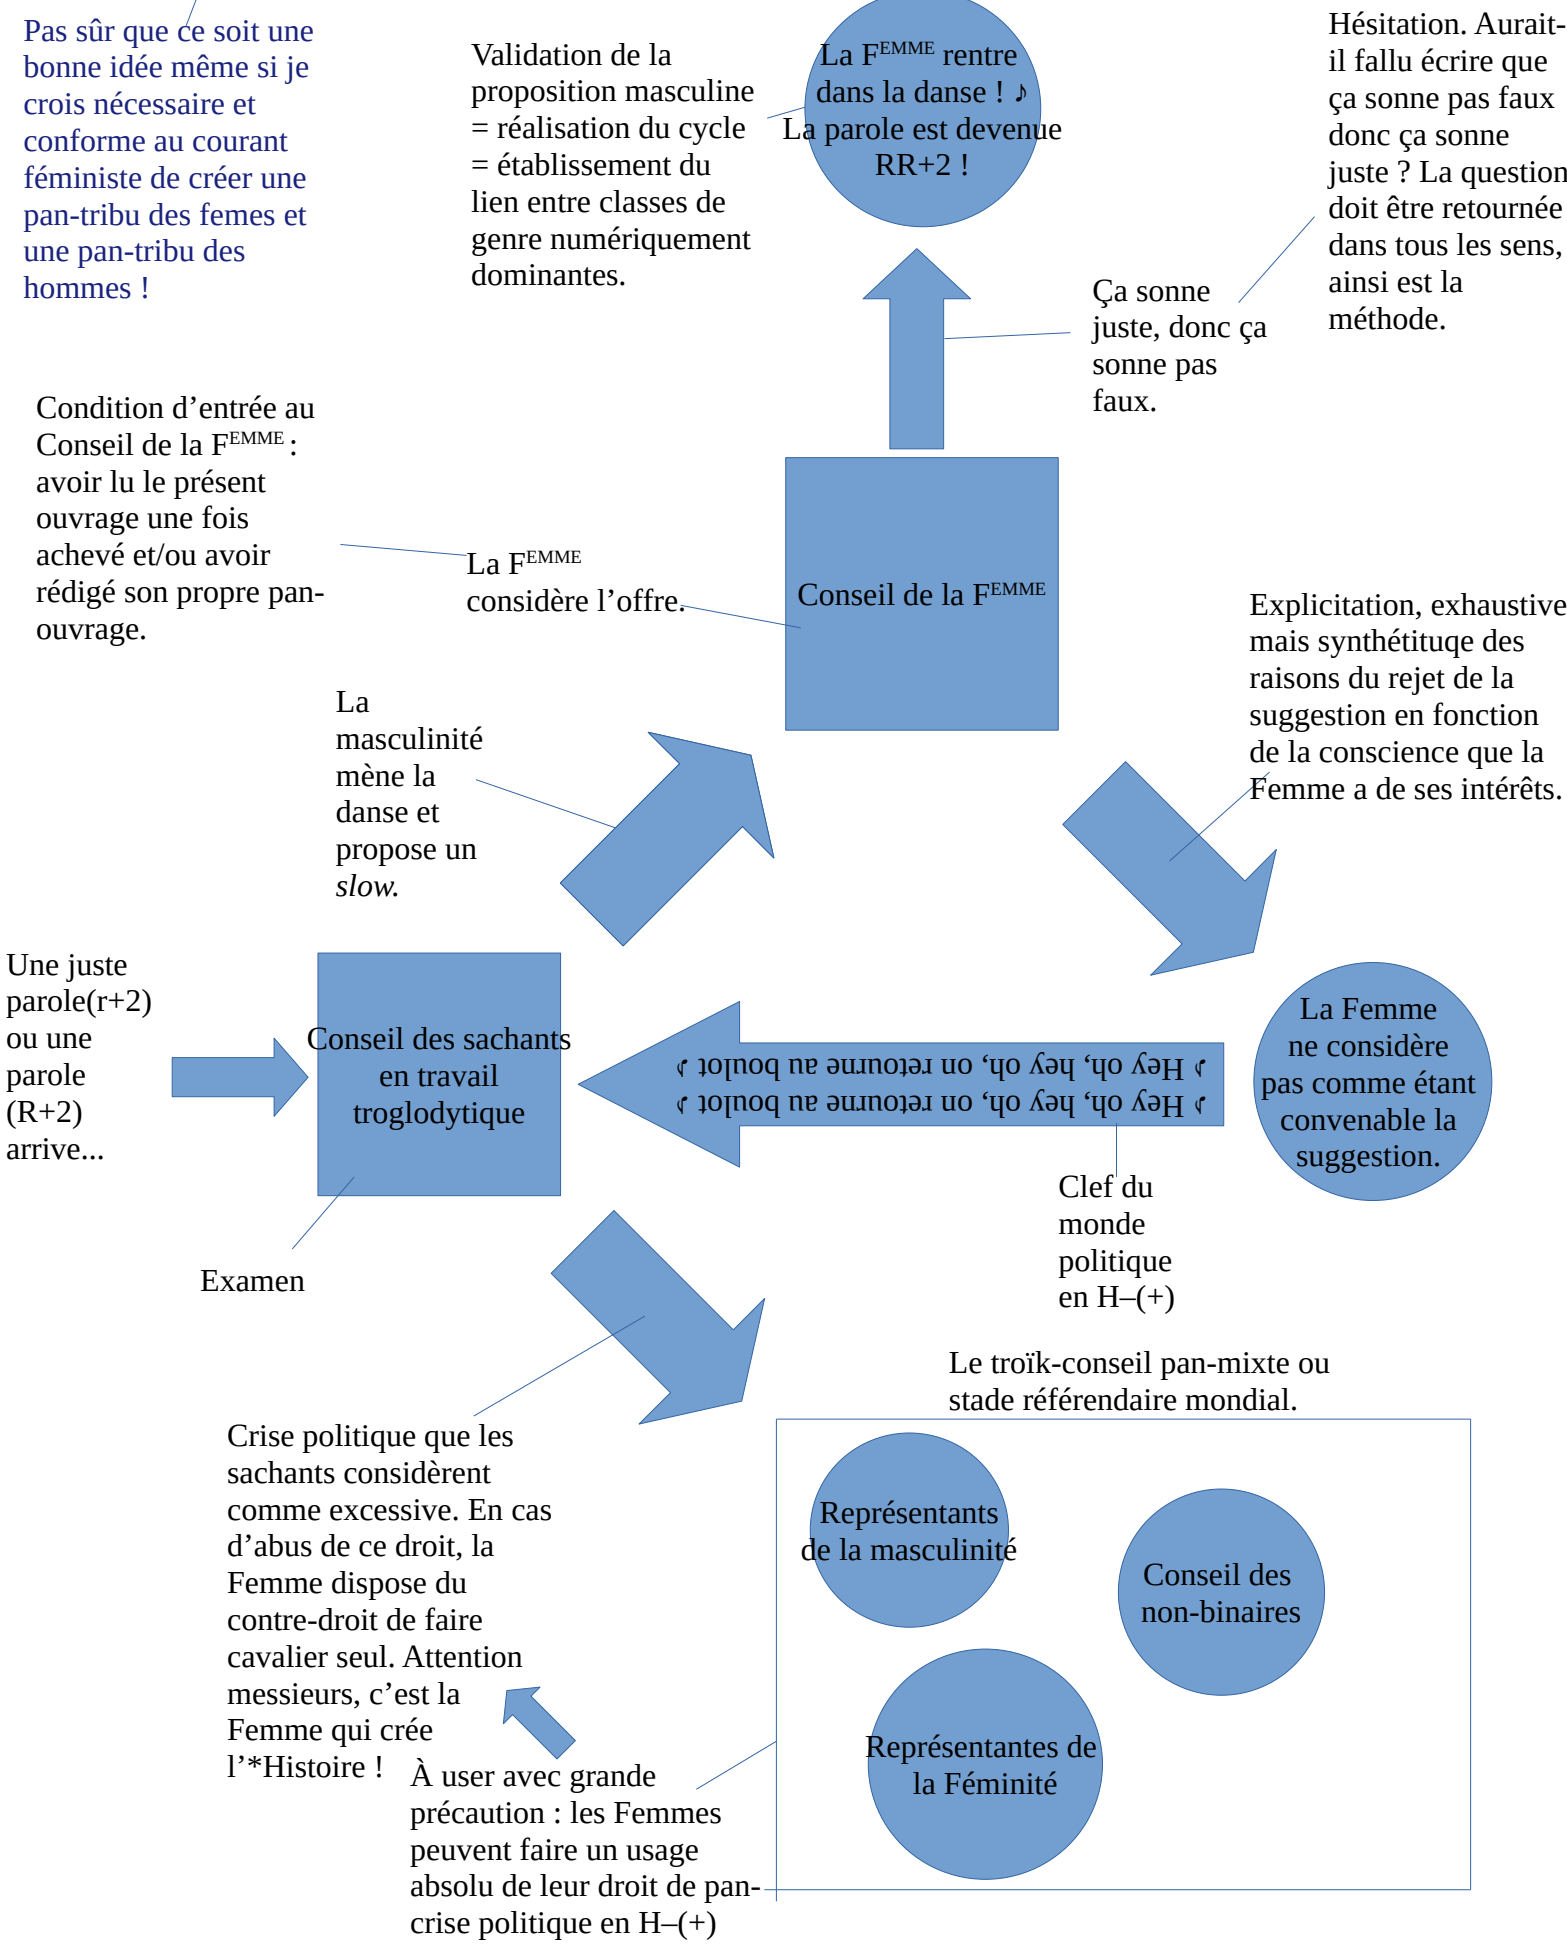 Pas sûr que ce soit une
bonne idée même si je
crois nécessaire et
conforme au courant
féministe de créer une
pan-tribu des femes et
une pan-tribu des
hommes !
Validation de la
proposition masculine
= réalisation du cycle
= établissement du
lien entre classes de
genre numériquement
dominantes.
La FEMME rentre
dans la danse ! ♪
La parole est devenue
RR+2 !
Hésitation. Aurait-
il fallu écrire que
ça sonne pas faux
donc ça sonne
juste ? La question
doit être retournée
dans tous les sens,
ainsi est la
méthode.
Ça sonne
juste, donc ça
sonne pas
faux.
Condition d’entrée au
Conseil de la FEMME :
avoir lu le présent
ouvrage une fois
achevé et/ou avoir
rédigé son propre pan-
ouvrage.
La FEMME
considère l’offre.
Conseil de la FEMME
Explicitation, exhaustive
mais synthétituqe des
raisons du rejet de la
suggestion en fonction
de la conscience que la
Femme a de ses intérêts.
La
masculinité
mène la
danse et
propose un
slow.
Une juste
parole(r+2)
ou une
parole
(R+2)
arrive...
Conseil des sachants
en travail
troglodytique
♪ Hey oh, hey oh, on retourne au boulot ♪
♪ Hey oh, hey oh, on retourne au boulot ♪
La Femme
ne considère
pas comme étant
convenable la
suggestion.
Clef du
monde
politique
en H–(+)
Examen
Le troïk-conseil pan-mixte ou
stade référendaire mondial.
Crise politique que les
sachants considèrent
comme excessive. En cas
d’abus de ce droit, la
Femme dispose du
contre-droit de faire
cavalier seul. Attention
messieurs, c’est la
Femme qui crée
l’*Histoire !
Représentants
de la masculinité
Conseil des
non-binaires
Représentantes de
la Féminité
À user avec grande
précaution : les Femmes
peuvent faire un usage
absolu de leur droit de pan-
crise politique en H–(+)